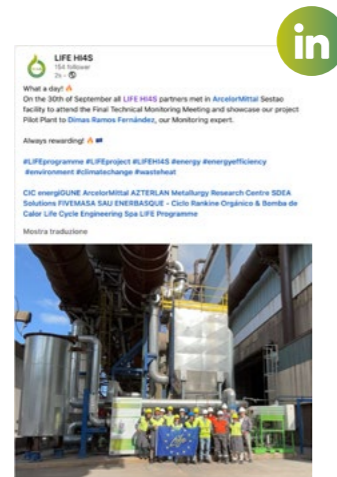 in
LIFE HI4S
154 follower
2s
What a day! 🔥
On the 30th of September all LIFE HI4S partners met in ArcelorMittal Sestao
facility to attend the Final Technical Monitoring Meeting and showcase our project
Pilot Plant to Dimas Ramos Fernández, our Monitoring expert.
Always rewarding! 🔥 🇪🇺
#LIFEprogramme #LIFEproject #LIFEHI4S #energy #energyefficiency
#environment #climatechange #wasteheat
CIC energiGUNE ArcelorMittal AZTERLAN Metallurgy Research Centre SDEA
Solutions FIVEMASA SAU ENERBASQUE - Ciclo Rankine Orgánico & Bomba de
Calor Life Cycle Engineering Spa LIFE Programme
Mostra traduzione